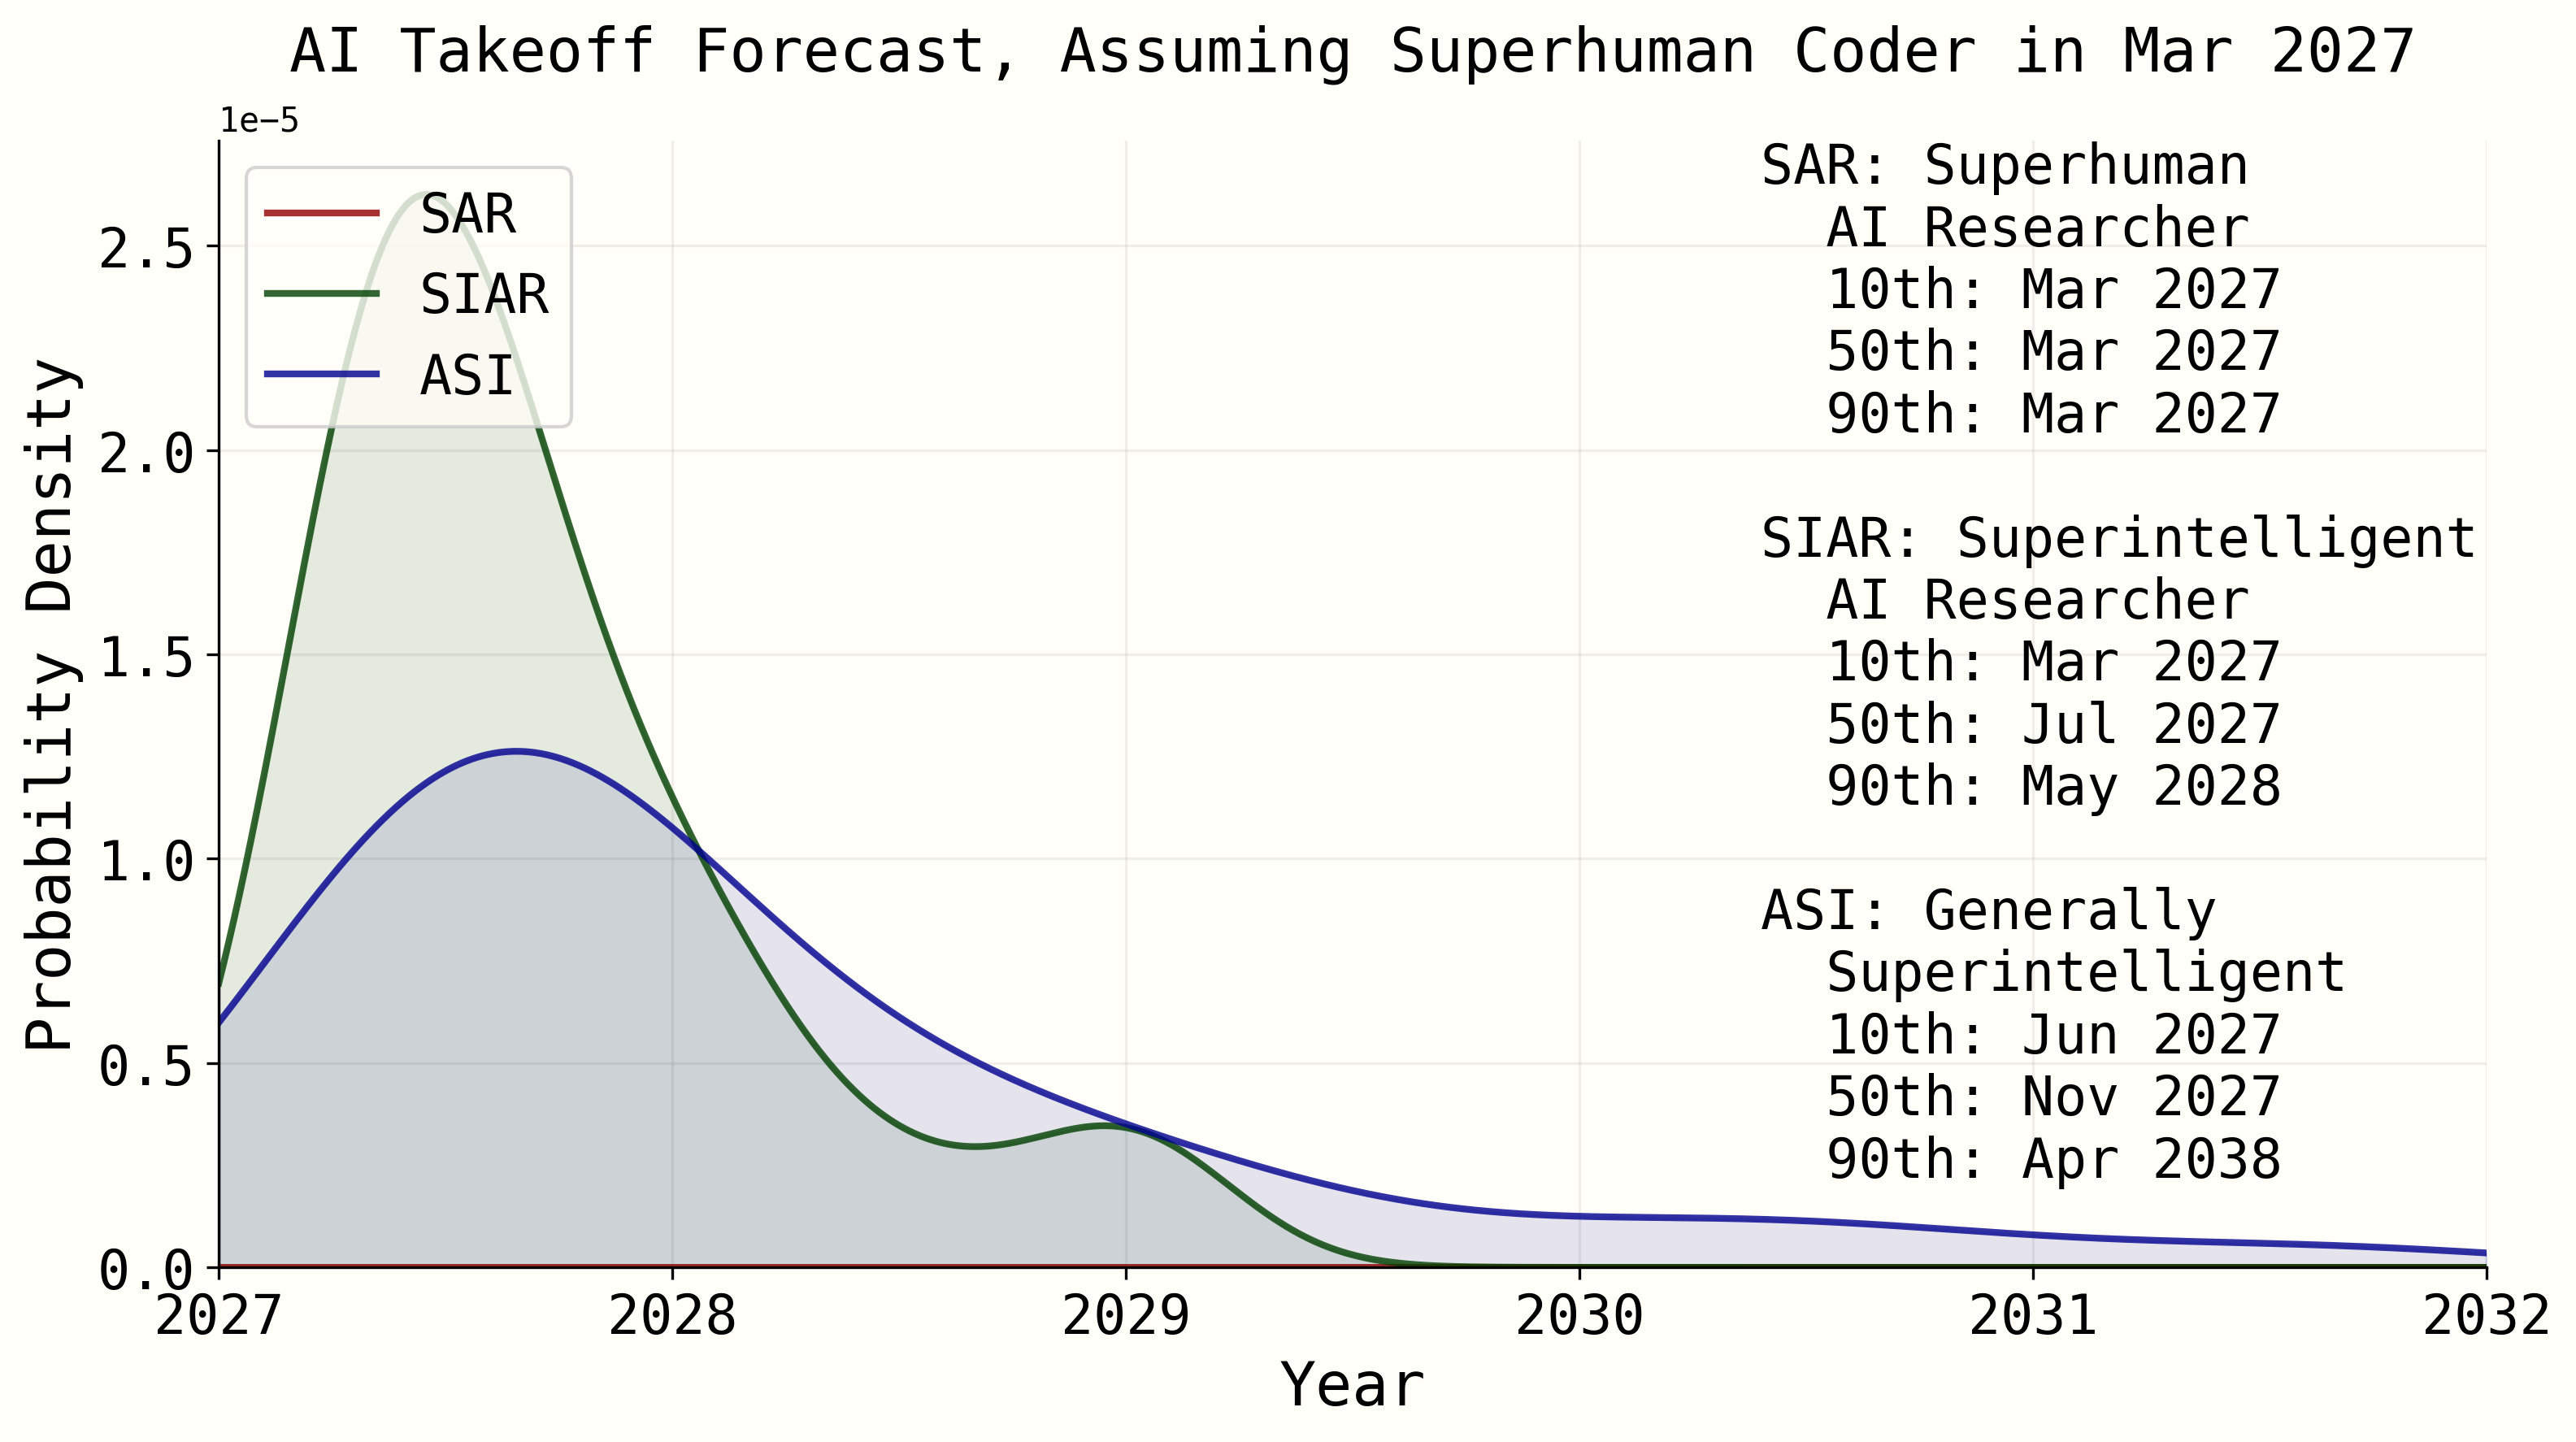 AI Takeoff Forecast, Assuming Superhuman Coder in Mar 2027
1e−5
SAR
SIAR
ASI
SAR: Superhuman
AI Researcher
10th: Mar 2027
50th: Mar 2027
90th: Mar 2027
SIAR: Superintelligent
AI Researcher
10th: Mar 2027
50th: Jul 2027
90th: May 2028
ASI: Generally
Superintelligent
10th: Jun 2027
50th: Nov 2027
90th: Apr 2038
Probability Density
2.5
2.0
1.5
1.0
0.5
0.0
2027 2028 2029 2030 2031 2032
Year